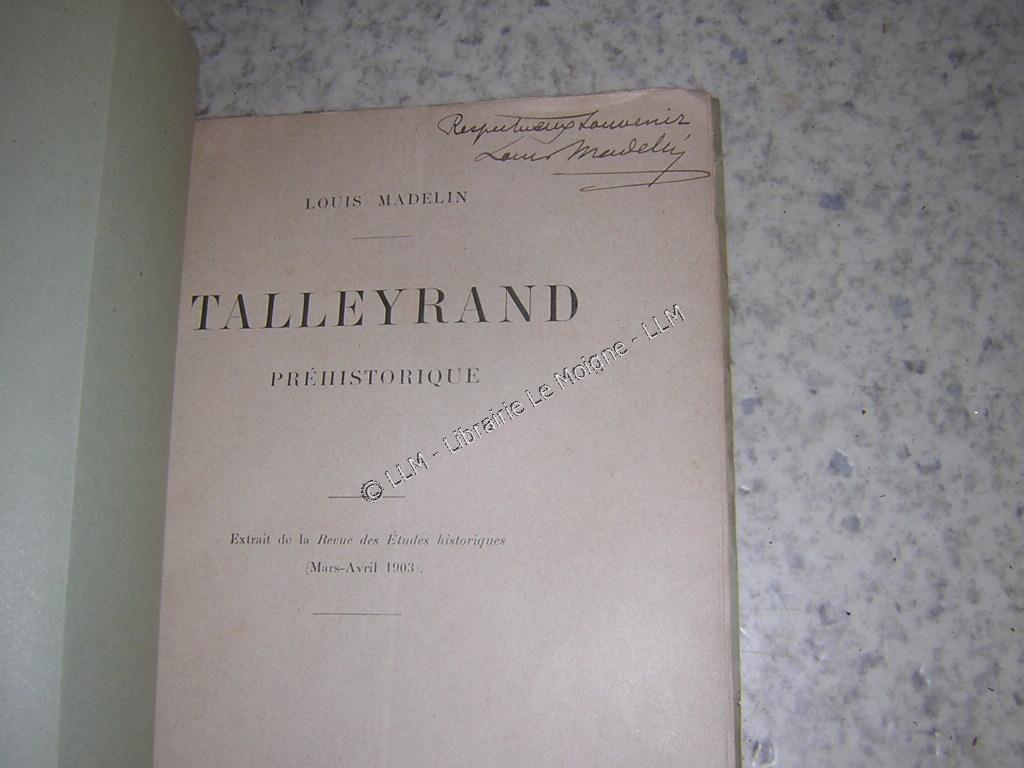 Respectueux Souvenir
Louis Madelin
LOUIS MADELIN
TALLEYRAND
PRÉHISTORIQUE
© LLM - Librairie Le Moigne - LLM
Extrait de la Revue des Études historiques
(Mars-Avril 1903).